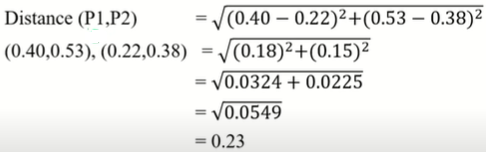 Distance (P1,P2) = √(0.40 − 0.22)²+(0.53 − 0.38)²
(0.40,0.53), (0.22,0.38) = √(0.18)²+(0.15)²
= √0.0324 + 0.0225
= √0.0549
= 0.23